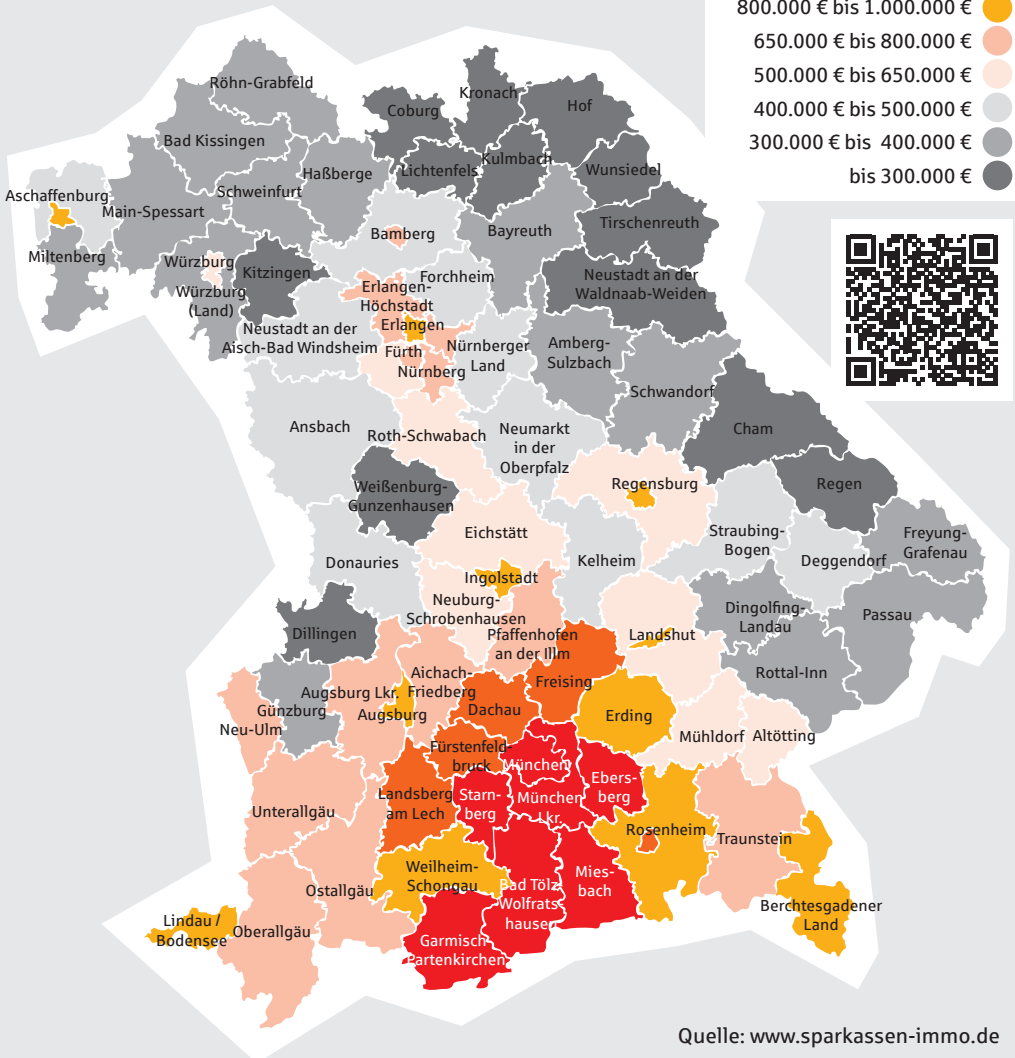 800.000 € bis 1.000.000 €
650.000 € bis 800.000 €
500.000 € bis 650.000 €
400.000 € bis 500.000 €
300.000 € bis 400.000 €
bis 300.000 €
Röhn-Grabfeld
Coburg
Kronach
Hof
Bad Kissingen
Haßberge
Lichtenfels
Kulmbach
Wunsiedel
Aschaffenburg
Main-Spessart
Schweinfurt
Bamberg
Bayreuth
Tirschenreuth
Miltenberg
Würzburg
Würzburg
(Land)
Kitzingen
Forchheim
Erlangen-
Höchstadt
Erlangen
Neustadt an der
Waldnaab-Weiden
Neustadt an der
Aisch-Bad Windsheim
Fürth
Nürnberg
Nürnberger
Land
Amberg-
Sulzbach
Schwandorf
Ansbach
Roth-Schwabach
Neumarkt
in der
Oberpfalz
Cham
Weißenburg-
Gunzenhausen
Regensburg
Regen
Eichstätt
Kelheim
Straubing-
Bogen
Deggendorf
Freyung-
Grafenau
Donauries
Ingolstadt
Neuburg-
Schrobenhausen
Pfaffenhofen
an der Illm
Landshut
Dingolfing-
Landau
Passau
Dillingen
Rottal-Inn
Aichach-
Friedberg
Freising
Augsburg Lkr.
Augsburg
Günzburg
Neu-Ulm
Dachau
Erding
Mühldorf
Altötting
Fürstenfeld-
bruck
München
Ebers-
berg
Landsberg
am Lech
Starn-
berg
München
Lkr.
Unterallgäu
Rosenheim
Traunstein
Weilheim-
Schongau
Ostallgäu
Bad Tölz-
Wolfrats-
hausen
Mies-
bach
Berchtesgadener
Land
Lindau /
Bodensee
Oberallgäu
Garmisch
Partenkirchen
Quelle: www.sparkassen-immo.de